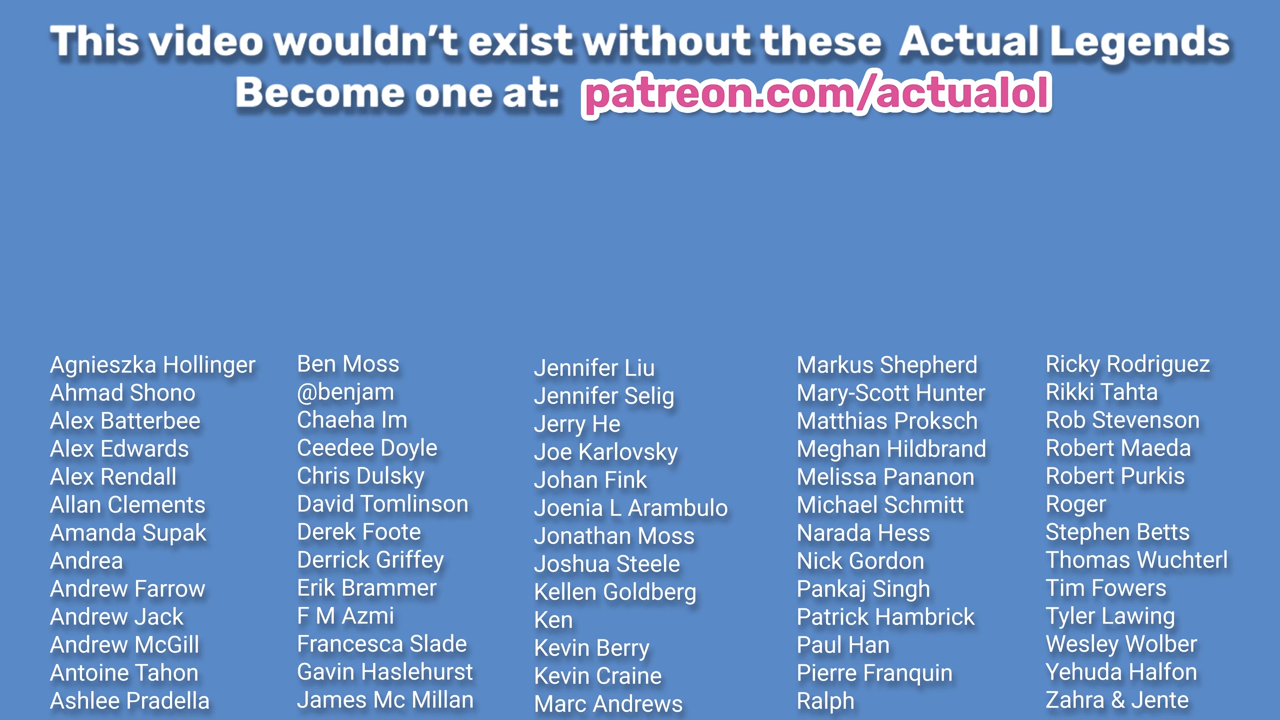 This video wouldn't exist without these Actual Legends
Become one at: patreon.com/actualol
Agnieszka Hollinger
Ahmad Shono
Alex Batterbee
Alex Edwards
Alex Rendall
Allan Clements
Amanda Supak
Andrea
Andrew Farrow
Andrew Jack
Andrew McGill
Antoine Tahon
Ashlee Pradella
Ben Moss
@benjam
Chaeha Im
Ceedee Doyle
Chris Dulsky
David Tomlinson
Derek Foote
Derrick Griffey
Erik Brammer
F M Azmi
Francesca Slade
Gavin Haslehurst
James Mc Millan
Jennifer Liu
Jennifer Selig
Jerry He
Joe Karlovsky
Johan Fink
Joenia L Arambulo
Jonathan Moss
Joshua Steele
Kellen Goldberg
Ken
Kevin Berry
Kevin Craine
Marc Andrews
Markus Shepherd
Mary-Scott Hunter
Matthias Proksch
Meghan Hildbrand
Melissa Pananon
Michael Schmitt
Narada Hess
Nick Gordon
Pankaj Singh
Patrick Hambrick
Paul Han
Pierre Franquin
Ralph
Ricky Rodriguez
Rikki Tahta
Rob Stevenson
Robert Maeda
Robert Purkis
Roger
Stephen Betts
Thomas Wuchterl
Tim Fowers
Tyler Lawing
Wesley Wolber
Yehuda Halfon
Zahra & Jente